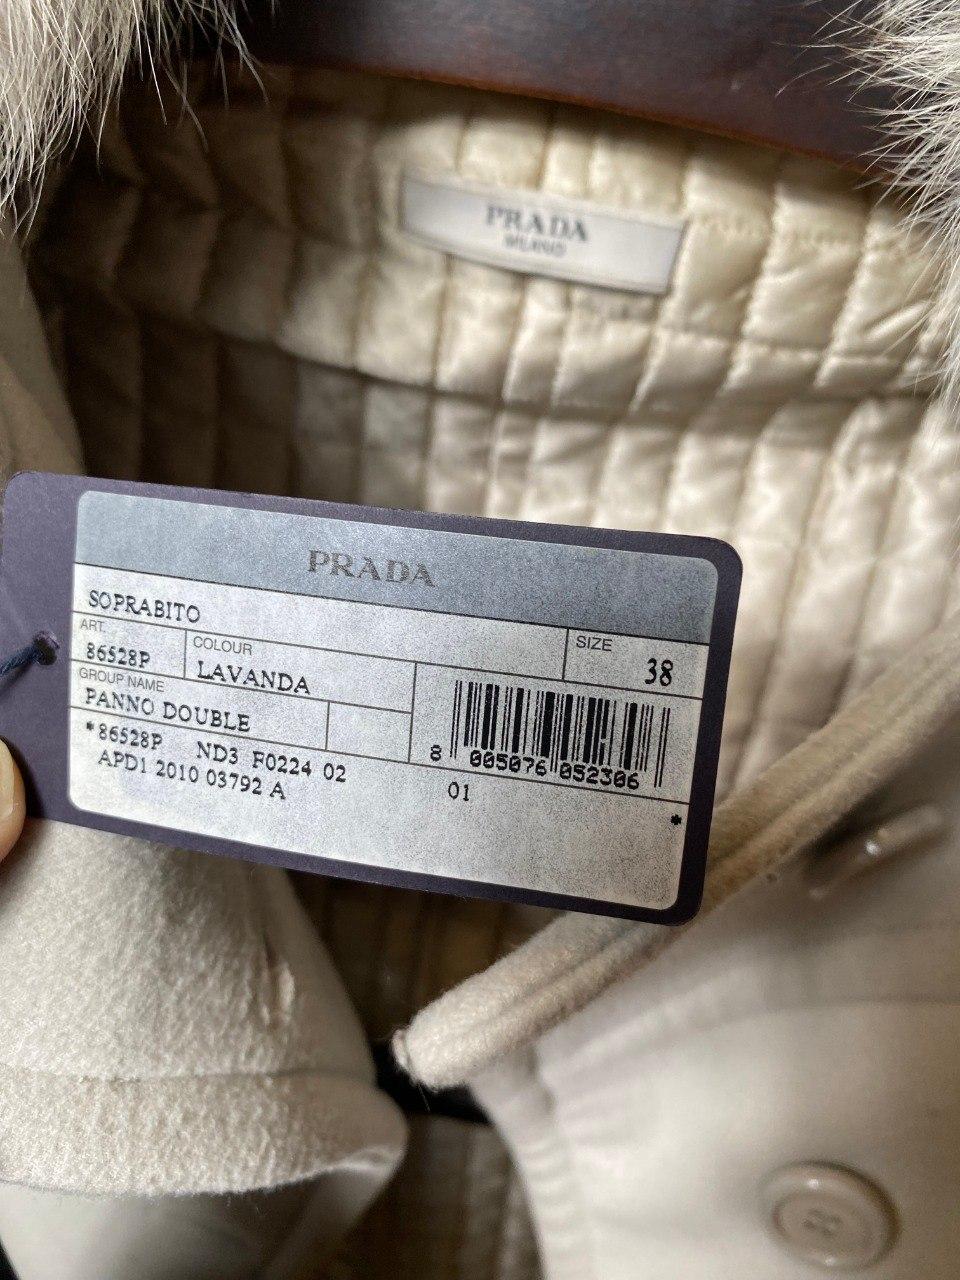 PRADA
MILANO
PRADA
SOPRABITO
ART.
86528P
COLOUR
LAVANDA
SIZE
38
GROUP NAME
PANNO DOUBLE
*86528P ND3 F0224 02
APD1 2010 03792 A
8 005076 052306
01
*